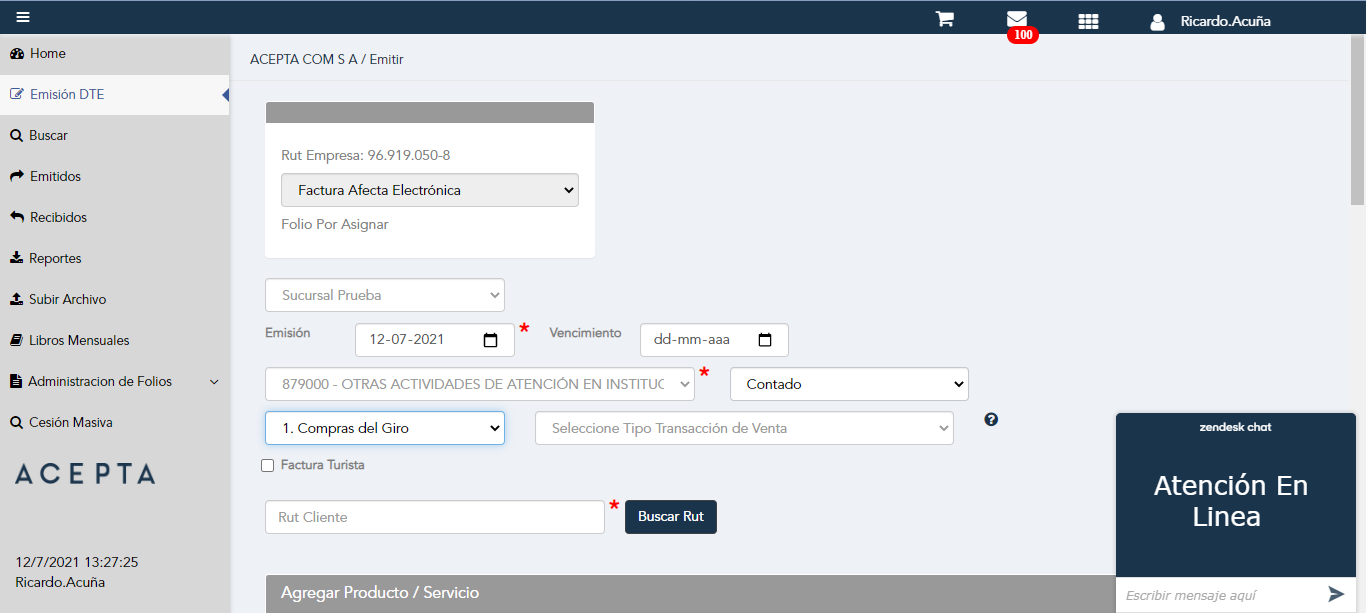 100
Ricardo.Acuña
Home
Emisión DTE
Buscar
Emitidos
Recibidos
Reportes
Subir Archivo
Libros Mensuales
Administracion de Folios
Cesión Masiva
ACEPTA
12/7/2021 13:27:25
Ricardo.Acuña
ACEPTA COM S A / Emitir
Rut Empresa: 96.919.050-8
Factura Afecta Electrónica
Folio Por Asignar
Sucursal Prueba
Emisión 12-07-2021 * Vencimiento dd-mm-aaa
879000 - OTRAS ACTIVIDADES DE ATENCIÓN EN INSTITUC * Contado
1. Compras del Giro Seleccione Tipo Transacción de Venta ?
Factura Turista
Rut Cliente * Buscar Rut
Agregar Producto / Servicio
zendesk chat
Atención En
Linea
Escribir mensaje aquí